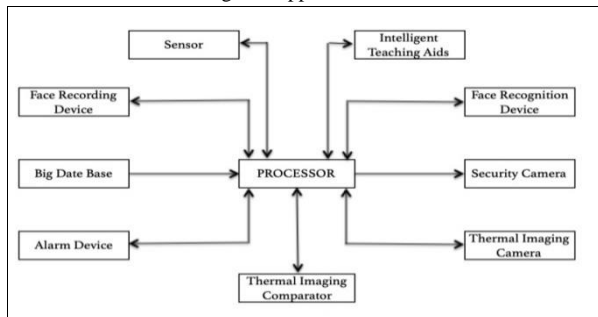 Sensor
Intelligent
Teaching Aids
Face Recording
Device
Face Recognition
Device
Big Date Base
PROCESSOR
Security Camera
Alarm Device
Thermal Imaging
Camera
Thermal Imaging
Comparator